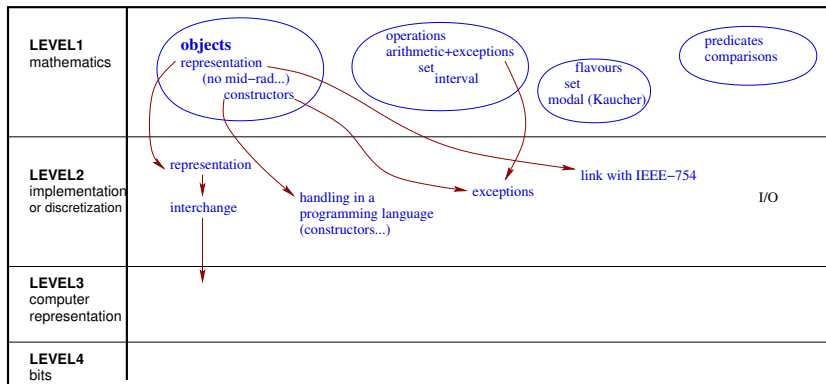 LEVEL1
mathematics
objects
representation
(no mid−rad...)
constructors
operations
arithmetic+exceptions
set
interval
flavours
set
modal (Kaucher)
predicates
comparisons
LEVEL2
implementation
or discretization
representation
interchange
handling in a
programming language
(constructors...)
exceptions
link with IEEE−754
I/O
LEVEL3
computer
representation
LEVEL4
bits